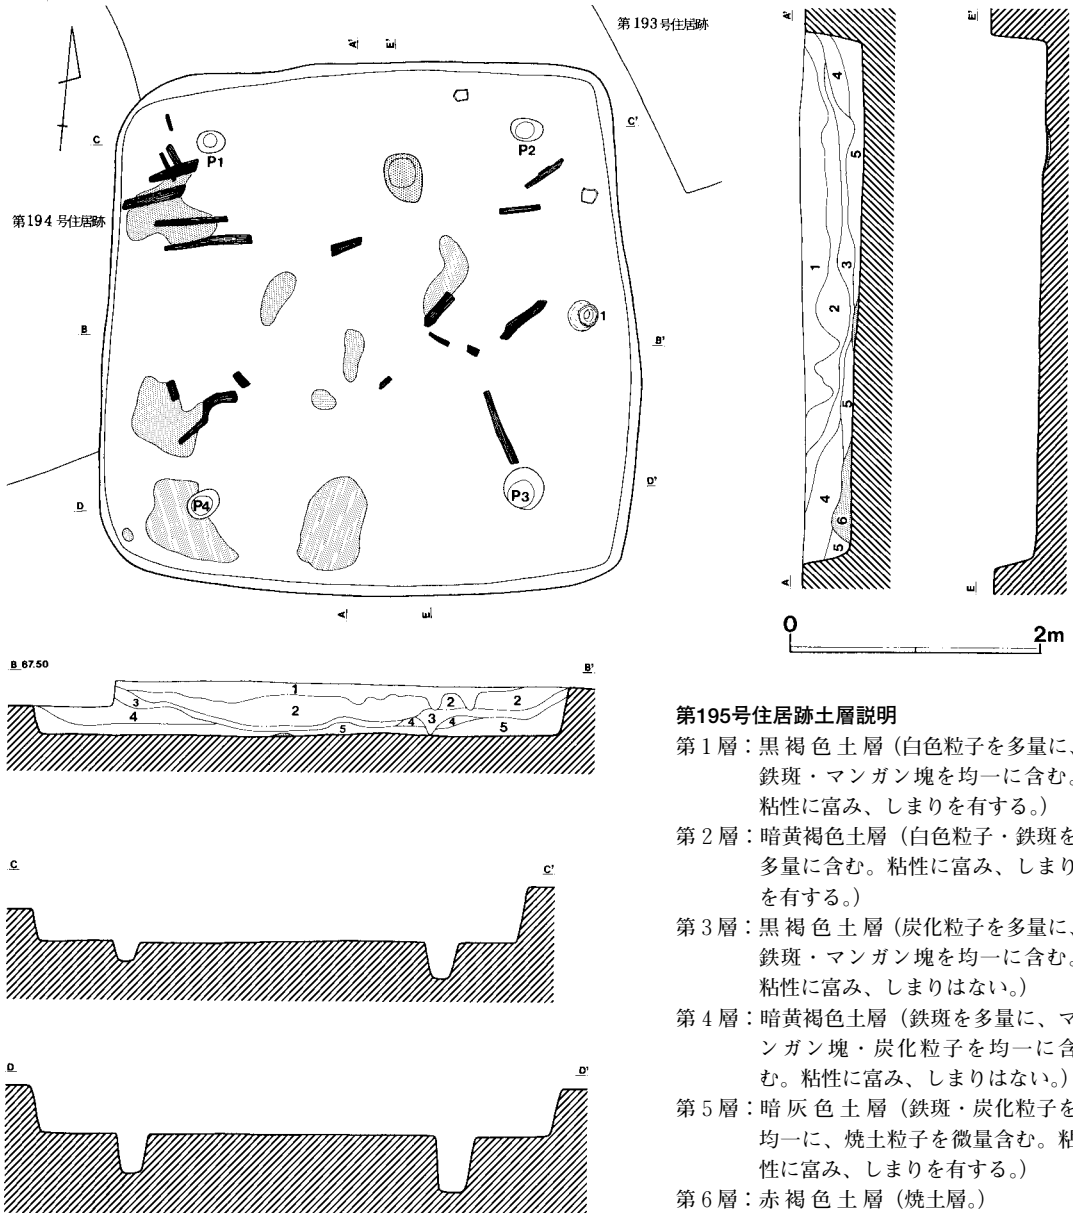 第193号住居跡
A'
E'
C
P1
P2
C'
第194号住居跡
B
1
B'
D
P4
P3
D'
A
E
A'
E'
4
5
1
3
2
5
4
6
5
A
E
0
2m
B 67.50
B'
1
2
2
3
2
4
3
4
4
5
5
C
C'
D
D'
第195号住居跡土層説明
第1層：黒褐色土層（白色粒子を多量に、
鉄斑・マンガン塊を均一に含む。
粘性に富み、しまりを有する。）
第2層：暗黄褐色土層（白色粒子・鉄斑を
多量に含む。粘性に富み、しまり
を有する。）
第3層：黒褐色土層（炭化粒子を多量に、
鉄斑・マンガン塊を均一に含む。
粘性に富み、しまりはない。）
第4層：暗黄褐色土層（鉄斑を多量に、マ
ンガン塊・炭化粒子を均一に含
む。粘性に富み、しまりはない。）
第5層：暗灰色土層（鉄斑・炭化粒子を
均一に、焼土粒子を微量含む。粘
性に富み、しまりを有する。）
第6層：赤褐色土層（焼土層。）